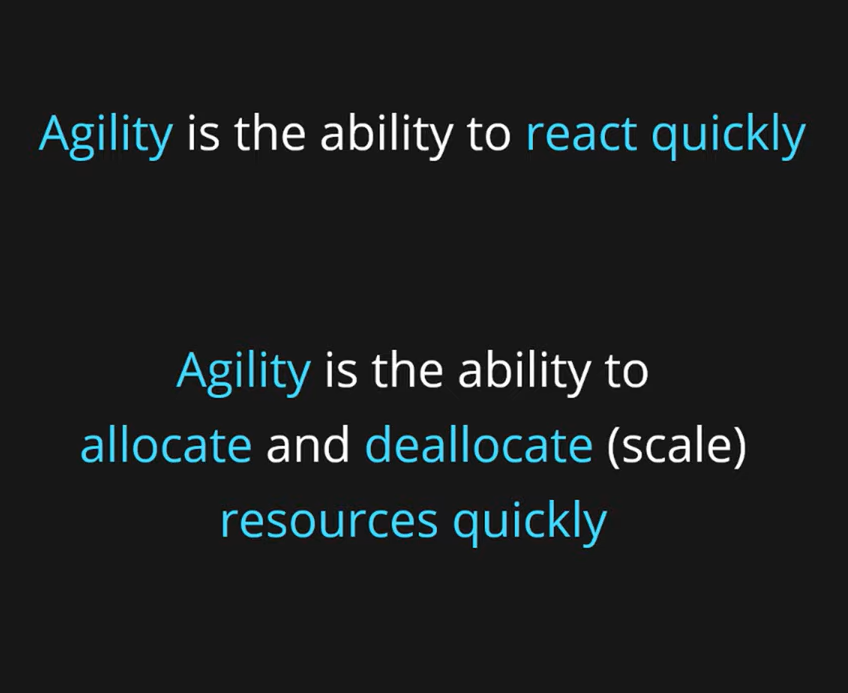 Agility is the ability to react quickly
Agility is the ability to
allocate and deallocate (scale)
resources quickly